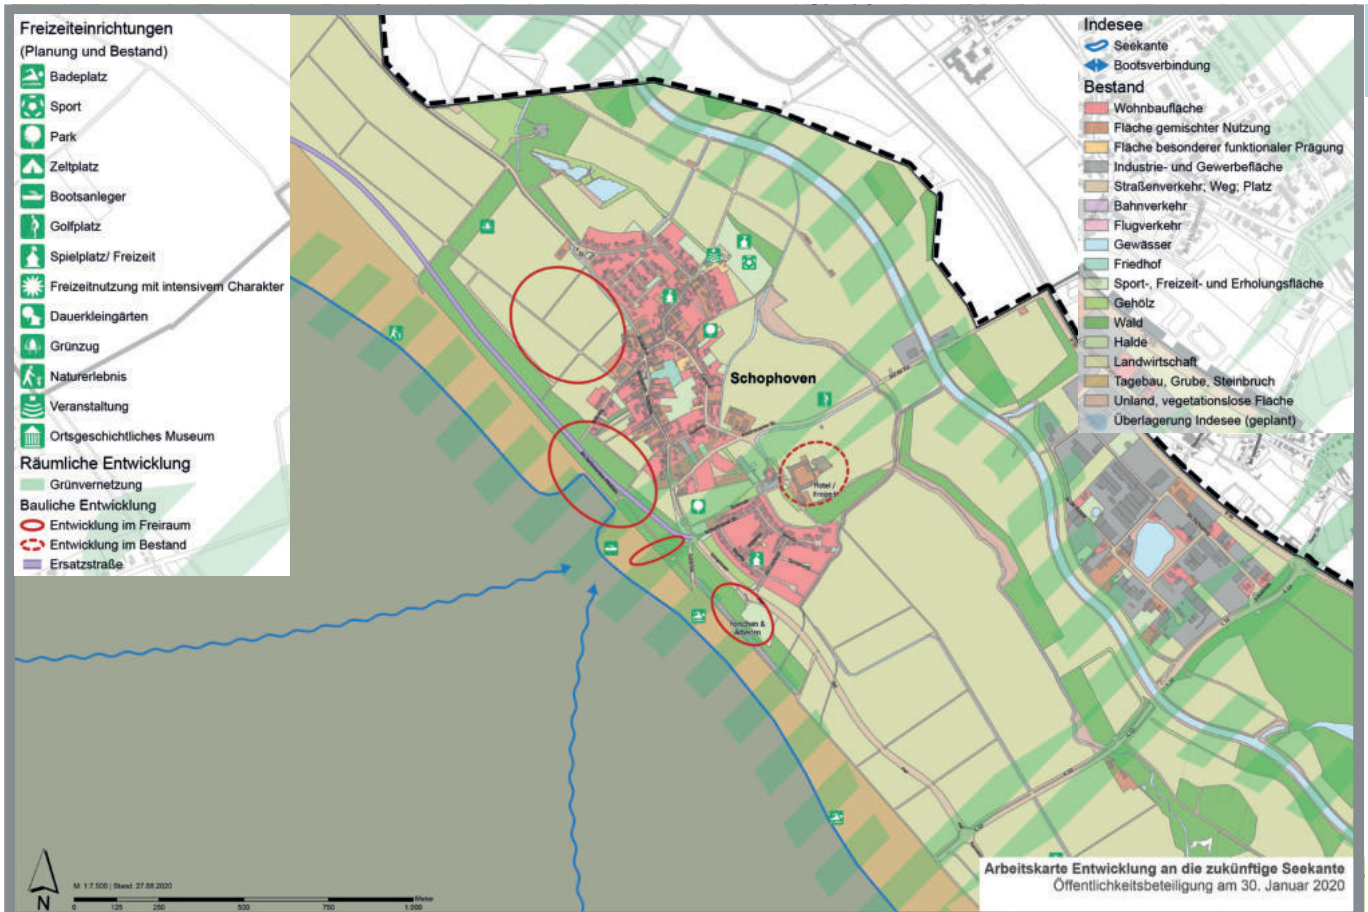 Freizeiteinrichtungen
(Planung und Bestand)
Badeplatz
Sport
Park
Zeltplatz
Bootsanleger
Golfplatz
Spielplatz/ Freizeit
Freizeitnutzung mit intensivem Charakter
Dauerkleingärten
Grünzug
Naturerlebnis
Veranstaltung
Ortsgeschichtliches Museum
Räumliche Entwicklung
Grünvernetzung
Bauliche Entwicklung
Entwicklung im Freiraum
Entwicklung im Bestand
Ersatzstraße
Indesee
Seekante
Bootsverbindung
Bestand
Wohnbaufläche
Fläche gemischter Nutzung
Fläche besonderer funktionaler Prägung
Industrie- und Gewerbefläche
Straßenverkehr; Weg; Platz
Bahnverkehr
Flugverkehr
Gewässer
Friedhof
Sport-, Freizeit- und Erholungsfläche
Gehölz
Wald
Halde
Landwirtschaft
Tagebau, Grube, Steinbruch
Unland, vegetationslose Fläche
Überlagerung Indesee (geplant)
Schophoven
Hotel /
Forschen &
Arbeiten
M: 1:7.500 | Stand: 27.08.2020
Meter
0 125 250 500 750 1.000
N
Arbeitskarte Entwicklung an die zukünftige Seekante
Öffentlichkeitsbeteiligung am 30. Januar 2020